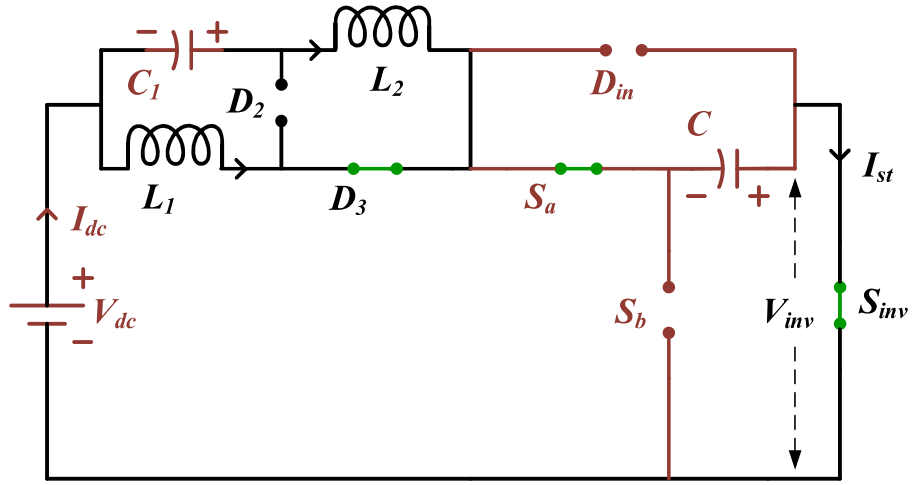 - +
C1
L2
D2
Din
C
L1
D3
Sa
- +
Ist
Idc
+
Vdc
-
Sb
Vinv
Sinv